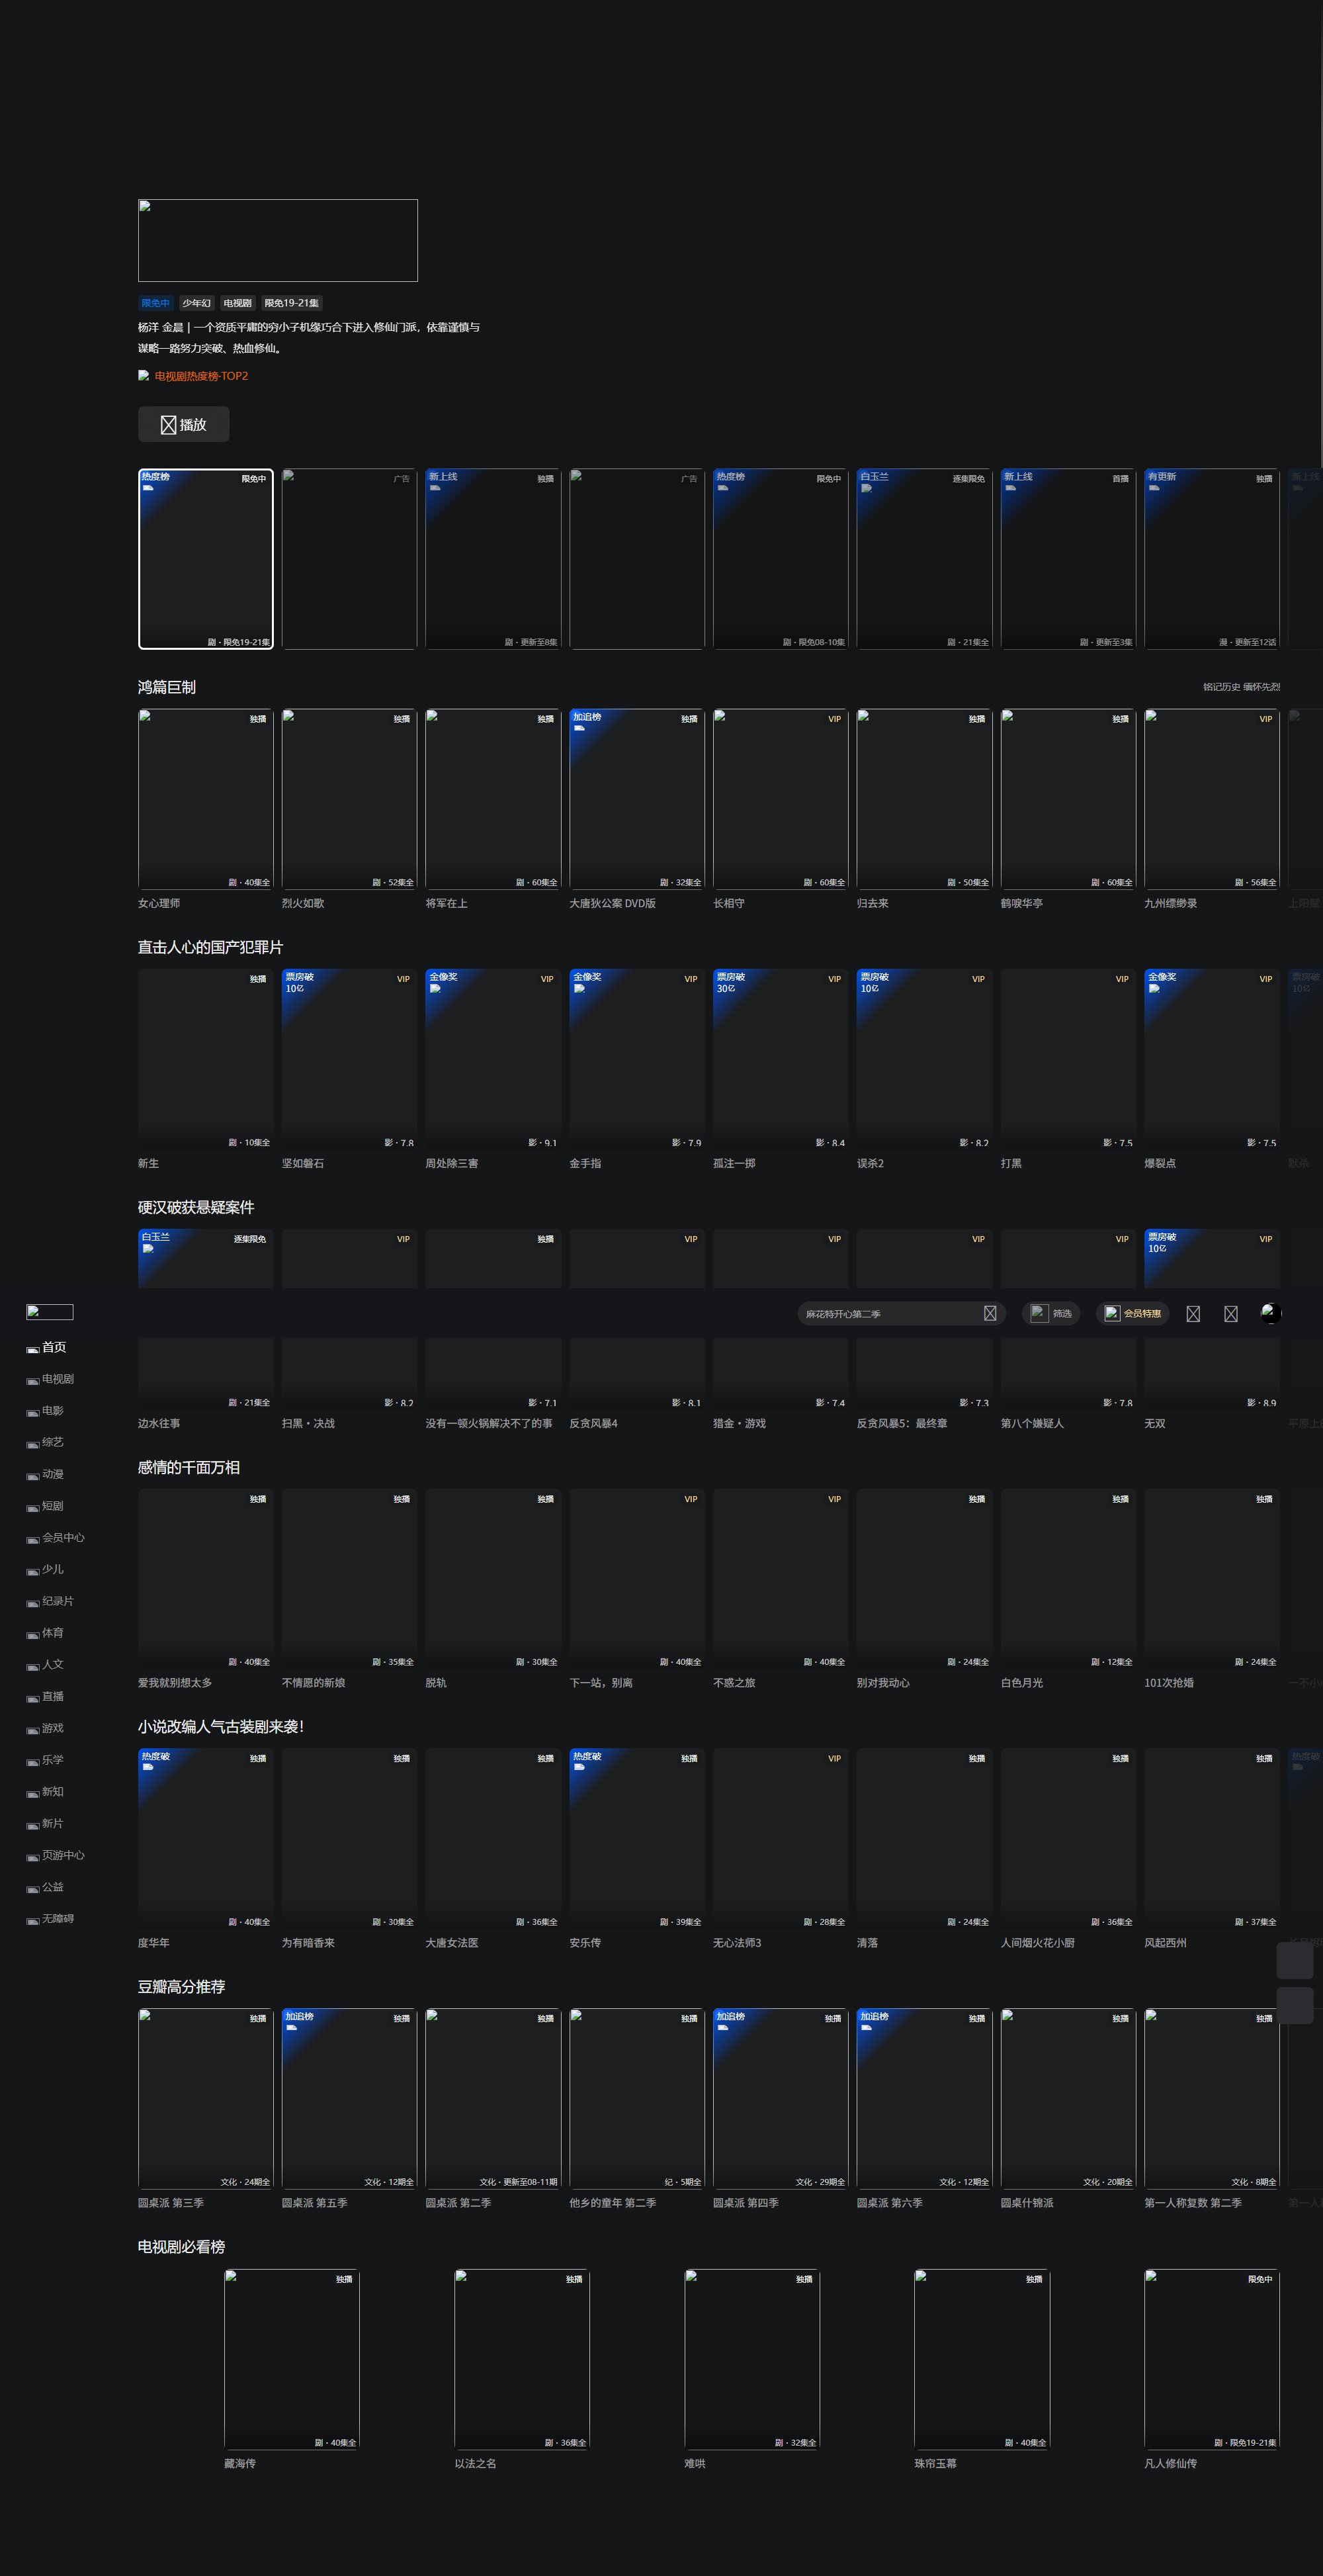 限免中 少年幻 电视剧 限免19-21集
杨洋 金晨 | 一个资质平庸的穷小子机缘巧合下进入修仙门派，依靠谨慎与
谋略一路努力突破、热血修仙。
电视剧热度榜-TOP2
播放
热度榜 限免中 广告 新上线 独播 广告 热度榜 限免中 白玉兰 逐集限免 新上线 首播 有更新 独播 新上线
剧·限免19-21集 剧·更新至8集 剧·限免08-10集 剧·21集全 剧·更新至3集 漫·更新至12话
鸿篇巨制 铭记历史 缅怀先烈
独播 独播 独播 加追榜 独播 VIP 独播 独播 VIP
剧·40集全 剧·52集全 剧·60集全 剧·32集全 剧·60集全 剧·50集全 剧·60集全 剧·56集全
女心理师 烈火如歌 将军在上 大唐狄公案 DVD版 长相守 归去来 鹤唳华亭 九州缥缈录 上阳赋
直击人心的国产犯罪片
独播 票房破 VIP 金像奖 VIP 金像奖 VIP 票房破 VIP 票房破 VIP VIP 金像奖 VIP 票房破
10亿 30亿 10亿 10亿
剧·10集全 影·7.8 影·9.1 影·7.9 影·8.4 影·8.2 影·7.5 影·7.5
新生 坚如磐石 周处除三害 金手指 孤注一掷 误杀2 打黑 爆裂点 默杀
硬汉破获悬疑案件
白玉兰 逐集限免 VIP 独播 VIP VIP VIP VIP 票房破 VIP
10亿
麻花特开心第二季 筛选 会员特惠
首页
电视剧
电影
综艺
动漫
短剧
会员中心
少儿
纪录片
体育
人文
直播
游戏
乐学
新知
新片
页游中心
公益
无障碍
剧·21集全 影·8.2 影·7.1 影·8.1 影·7.4 影·7.3 影·7.8 影·8.9
边水往事 扫黑·决战 没有一顿火锅解决不了的事 反贪风暴4 猎金·游戏 反贪风暴5：最终章 第八个嫌疑人 无双 平原上
感情的千面万相
独播 独播 独播 VIP VIP 独播 独播 独播
剧·40集全 剧·35集全 剧·30集全 剧·40集全 剧·40集全 剧·24集全 剧·12集全 剧·24集全
爱我就别想太多 不情愿的新娘 脱轨 下一站，别离 不惑之旅 别对我动心 白色月光 101次抢婚 一不小
小说改编人气古装剧来袭！
热度破 独播 独播 独播 热度破 独播 VIP 独播 独播 独播 热度破
剧·40集全 剧·30集全 剧·36集全 剧·39集全 剧·28集全 剧·24集全 剧·36集全 剧·37集全
度华年 为有暗香来 大唐女法医 安乐传 无心法师3 清落 人间烟火花小厨 风起西州
豆瓣高分推荐
独播 加追榜 独播 独播 独播 加追榜 独播 加追榜 独播 独播 独播
文化·24期全 文化·12期全 文化·更新至08-11期 纪·5期全 文化·29期全 文化·12期全 文化·20期全 文化·8期全
圆桌派 第三季 圆桌派 第五季 圆桌派 第二季 他乡的童年 第二季 圆桌派 第四季 圆桌派 第六季 圆桌什锦派 第一人称复数 第二季 第一人
电视剧必看榜
独播 独播 独播 独播 限免中
剧·40集全 剧·36集全 剧·32集全 剧·40集全 剧·限免19-21集
藏海传 以法之名 难哄 珠帘玉幕 凡人修仙传